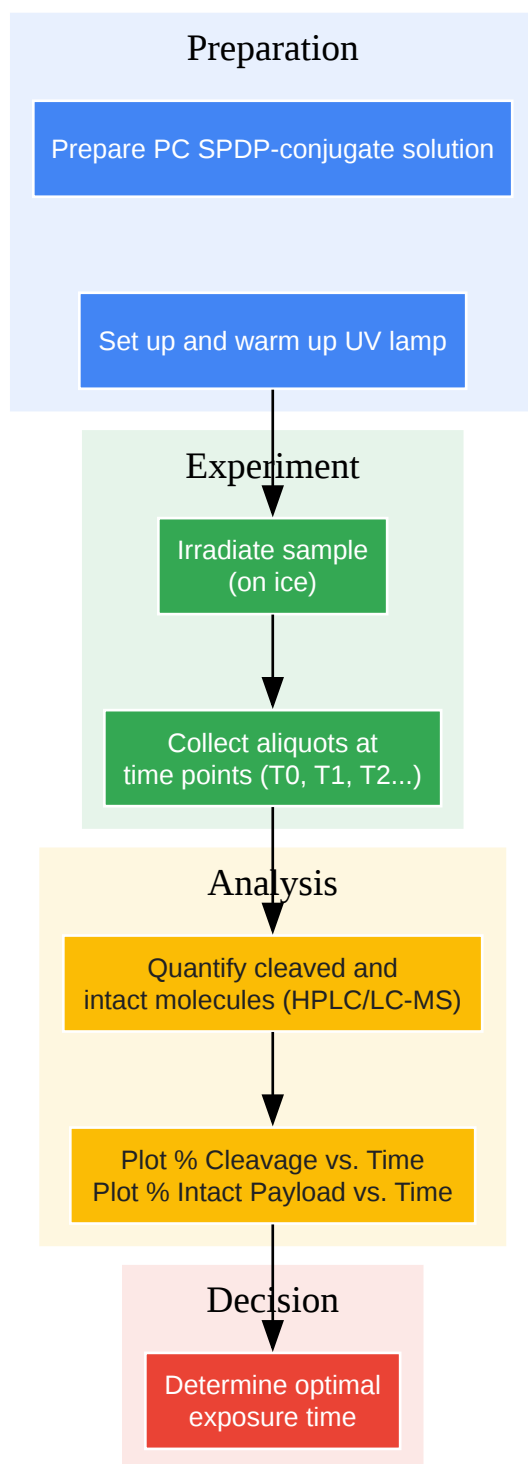 Preparation
Prepare PC SPDP-conjugate solution
Set up and warm up UV lamp
Experiment
Irradiate sample
(on ice)
Collect aliquots at
time points (T0, T1, T2...)
Analysis
Quantify cleaved and
intact molecules (HPLC/LC-MS)
Plot % Cleavage vs. Time
Plot % Intact Payload vs. Time
Decision
Determine optimal
exposure time